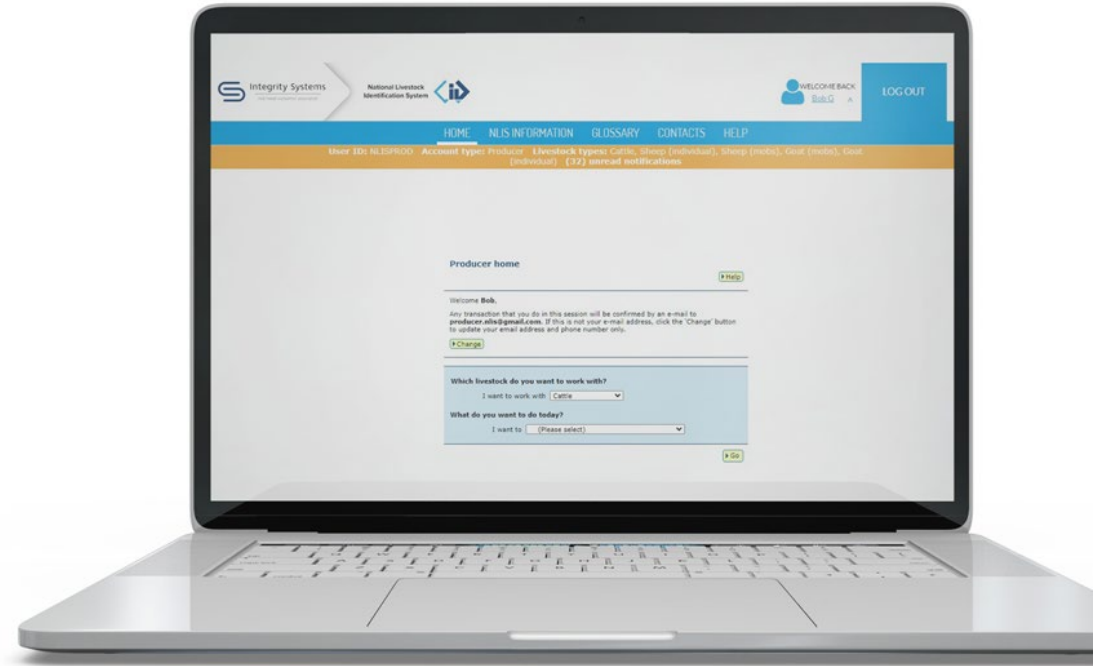 Integrity Systems
National Livestock
Identification System
WELCOME BACK
Bob G
LOG OUT
HOME NLIS INFORMATION GLOSSARY CONTACTS HELP
User ID: NLISPROD Account type: Producer Livestock types: Cattle, Sheep (individual), Sheep (mobs), Goat (mobs), Goat
(individual) (32) unread notifications
Producer home
Help
Welcome Bob,
Any transaction that you do in this session will be confirmed by an e-mail to
producer.nlis@gmail.com. If this is not your e-mail address, click the 'Change' button
to update your email address and phone number only.
Change
Which livestock do you want to work with?
I want to work with Cattle
What do you want to do today?
I want to (Please select)
Go